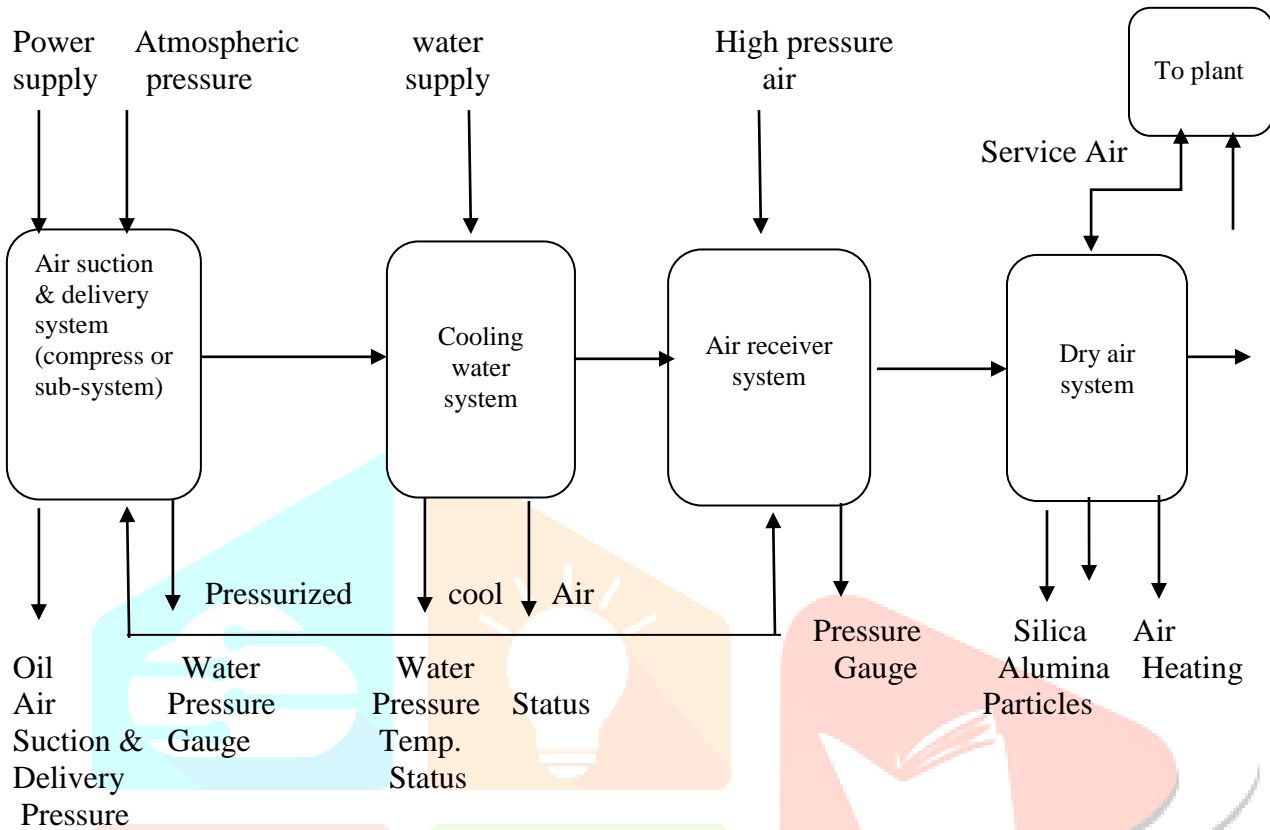 Power
supply
Atmospheric
pressure
water
supply
High pressure
air
To plant
Service Air
Air suction
& delivery
system
(compress or
sub-system)
Cooling
water
system
Air receiver
system
Dry air
system
Pressurized cool Air
Oil
Air
Suction &
Delivery
Pressure
Water
Pressure
Gauge
Water
Pressure
Temp.
Status
Status
Pressure
Gauge
Silica
Alumina
Particles
Air
Heating